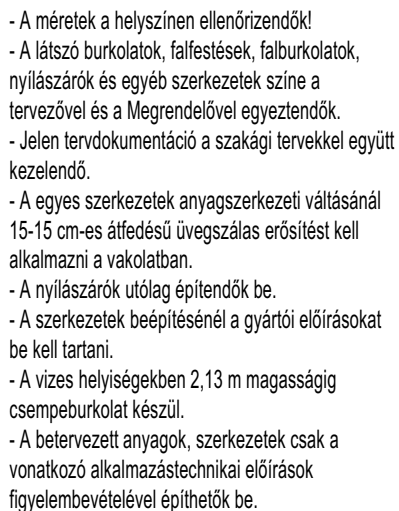 - A méretek a helyszínen ellenőrizendők!
- A látszó burkolatok, falfestések, falburkolatok,
nyílászárók és egyéb szerkezetek színe a
tervezővel és a Megrendelővel egyeztendők.
- Jelen tervdokumentáció a szakági tervekkel együtt
kezelendő.
- A egyes szerkezetek anyagszerkezeti váltásánál
15-15 cm-es átfedésű üvegszálas erősítést kell
alkalmazni a vakolatban.
- A nyílászárók utólag építendők be.
- A szerkezetek beépítésénél a gyártói előírásokat
be kell tartani.
- A vizes helyiségekben 2,13 m magasságig
csempeburkolat készül.
- A betervezett anyagok, szerkezetek csak a
vonatkozó alkalmazástechnikai előírások
figyelembevételével építhetők be.